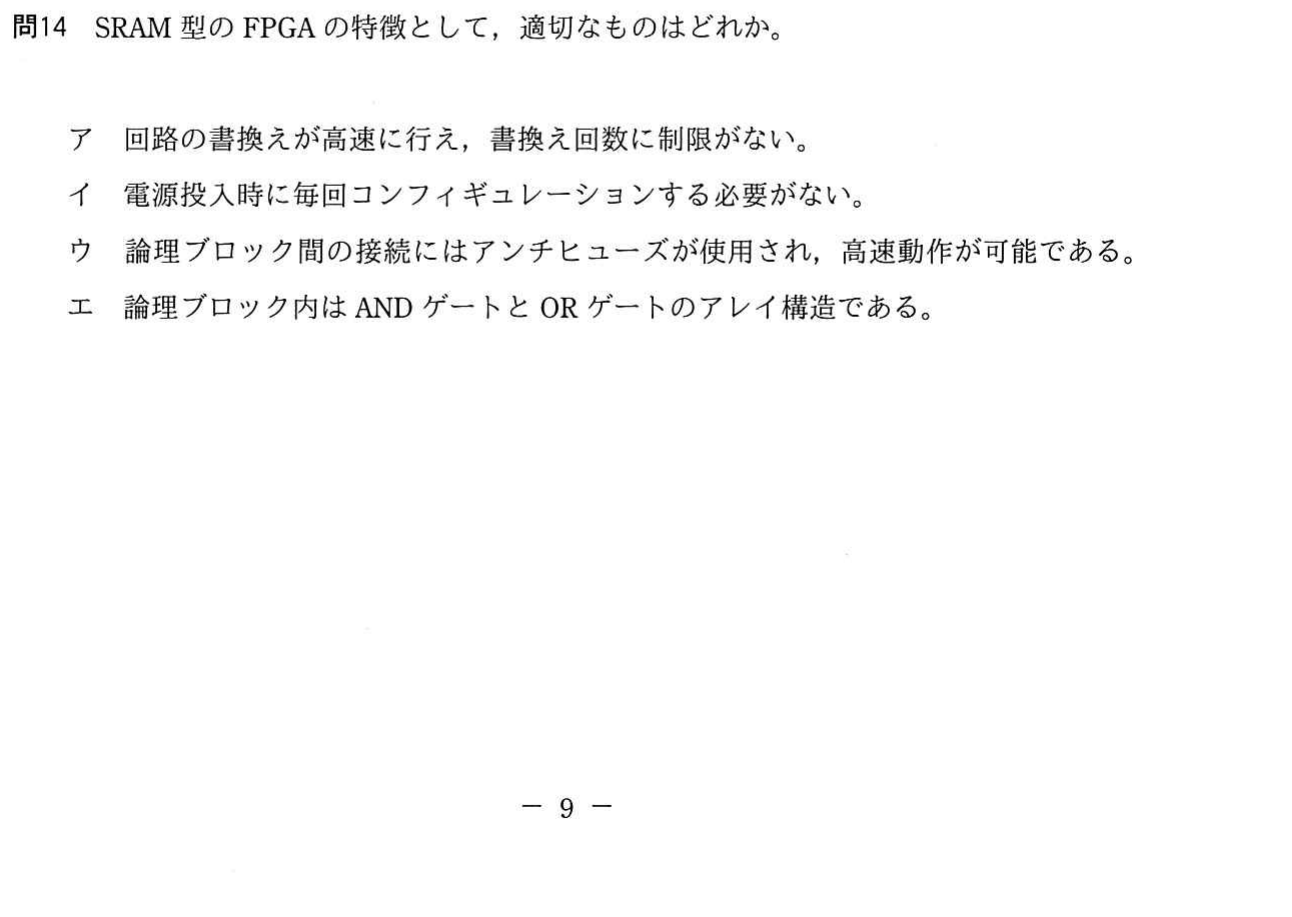 問14 SRAM 型の FPGA の特徴として，適切なものはどれか。
ア 回路の書換えが高速に行え，書換え回数に制限がない。
イ 電源投入時に毎回コンフィギュレーションする必要がない。
ウ 論理ブロック間の接続にはアンチヒューズが使用され，高速動作が可能である。
エ 論理ブロック内は AND ゲートと OR ゲートのアレイ構造である。
－ 9 －